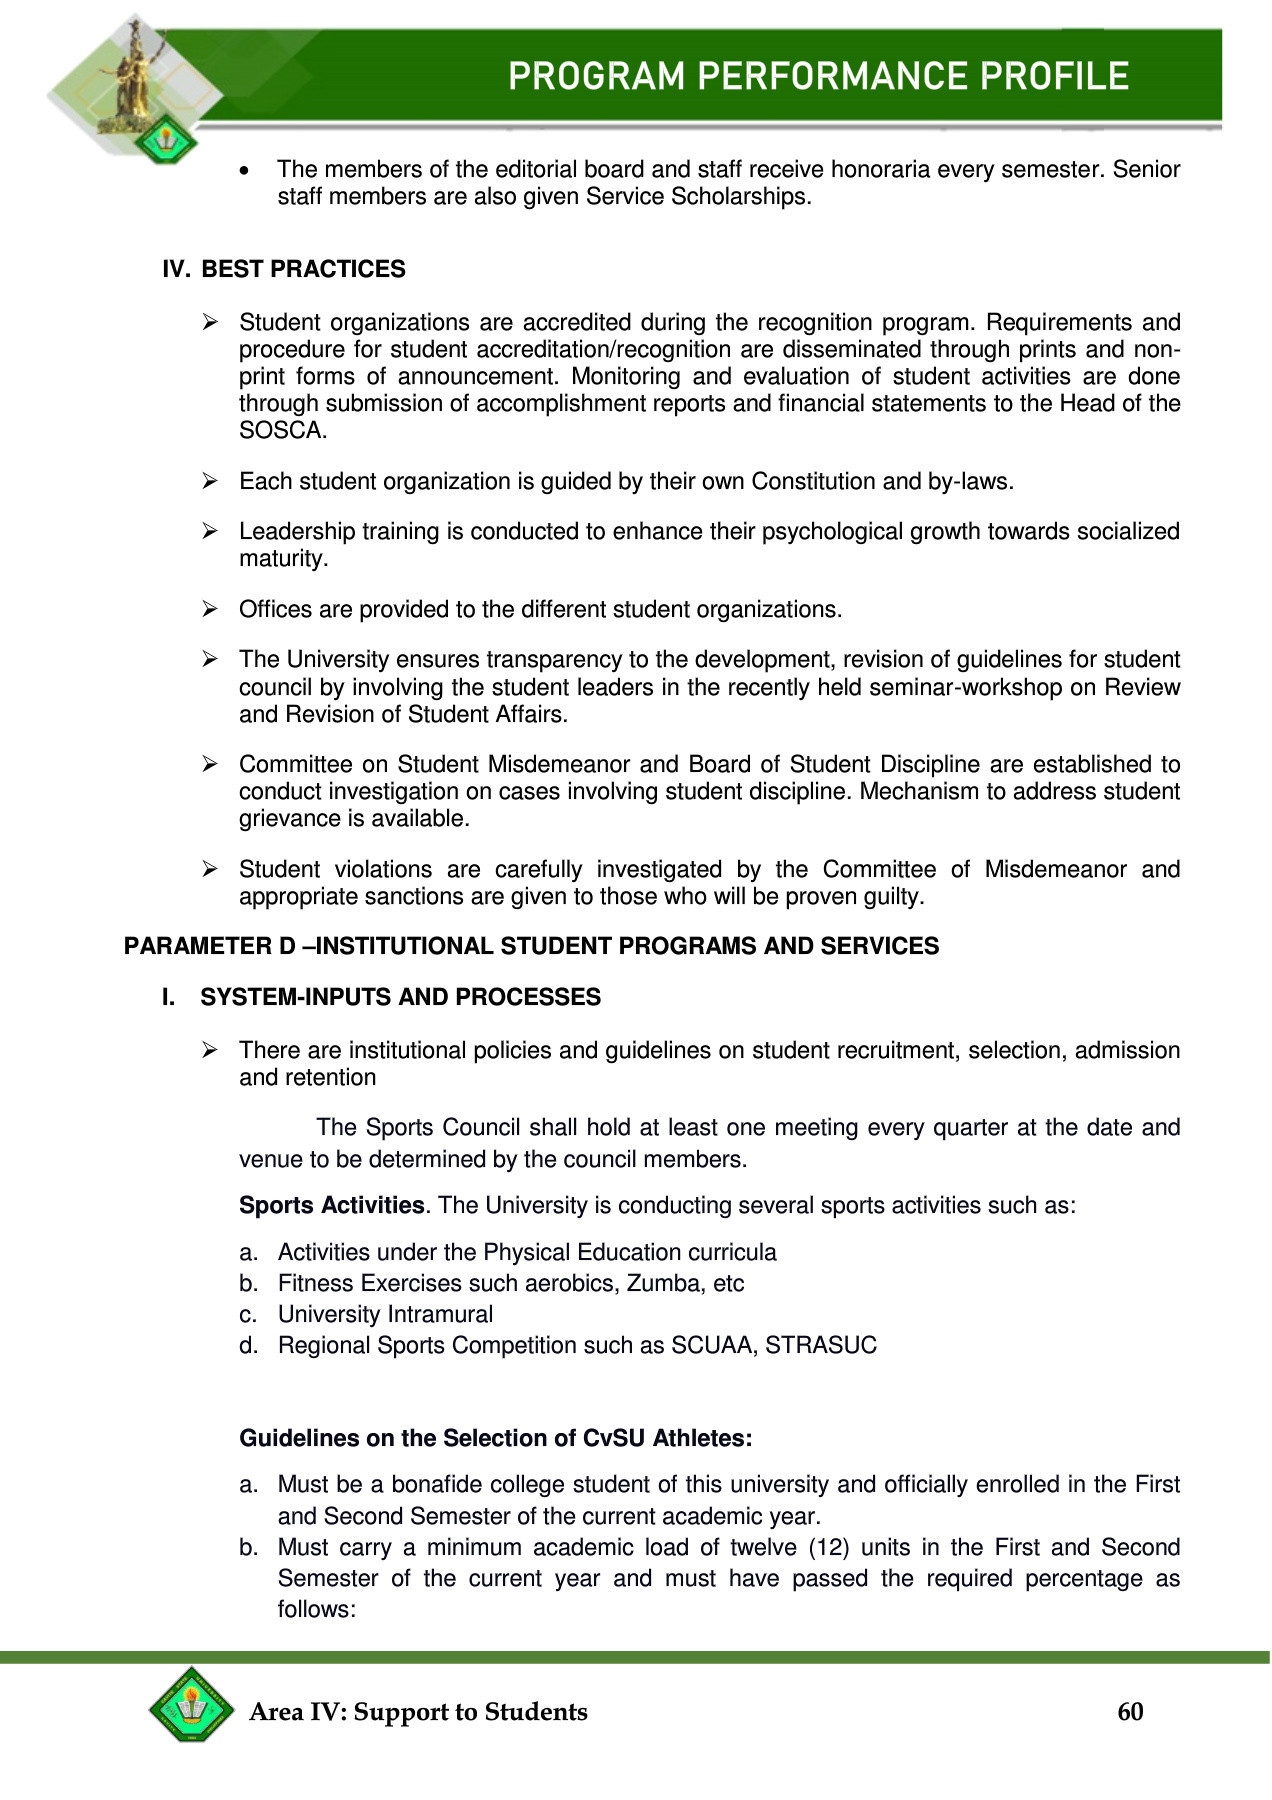 PROGRAM PERFORMANCE PROFILE
• The members of the editorial board and staff receive honoraria every semester. Senior
staff members are also given Service Scholarships.
IV. BEST PRACTICES
➢ Student organizations are accredited during the recognition program. Requirements and
procedure for student accreditation/recognition are disseminated through prints and non-
print forms of announcement. Monitoring and evaluation of student activities are done
through submission of accomplishment reports and financial statements to the Head of the
SOSCA.
➢ Each student organization is guided by their own Constitution and by-laws.
➢ Leadership training is conducted to enhance their psychological growth towards socialized
maturity.
➢ Offices are provided to the different student organizations.
➢ The University ensures transparency to the development, revision of guidelines for student
council by involving the student leaders in the recently held seminar-workshop on Review
and Revision of Student Affairs.
➢ Committee on Student Misdemeanor and Board of Student Discipline are established to
conduct investigation on cases involving student discipline. Mechanism to address student
grievance is available.
➢ Student violations are carefully investigated by the Committee of Misdemeanor and
appropriate sanctions are given to those who will be proven guilty.
PARAMETER D –INSTITUTIONAL STUDENT PROGRAMS AND SERVICES
I. SYSTEM-INPUTS AND PROCESSES
➢ There are institutional policies and guidelines on student recruitment, selection, admission
and retention
The Sports Council shall hold at least one meeting every quarter at the date and
venue to be determined by the council members.
Sports Activities. The University is conducting several sports activities such as:
a. Activities under the Physical Education curricula
b. Fitness Exercises such aerobics, Zumba, etc
c. University Intramural
d. Regional Sports Competition such as SCUAA, STRASUC
Guidelines on the Selection of CvSU Athletes:
a. Must be a bonafide college student of this university and officially enrolled in the First
and Second Semester of the current academic year.
b. Must carry a minimum academic load of twelve (12) units in the First and Second
Semester of the current year and must have passed the required percentage as
follows:
Area IV: Support to Students 60